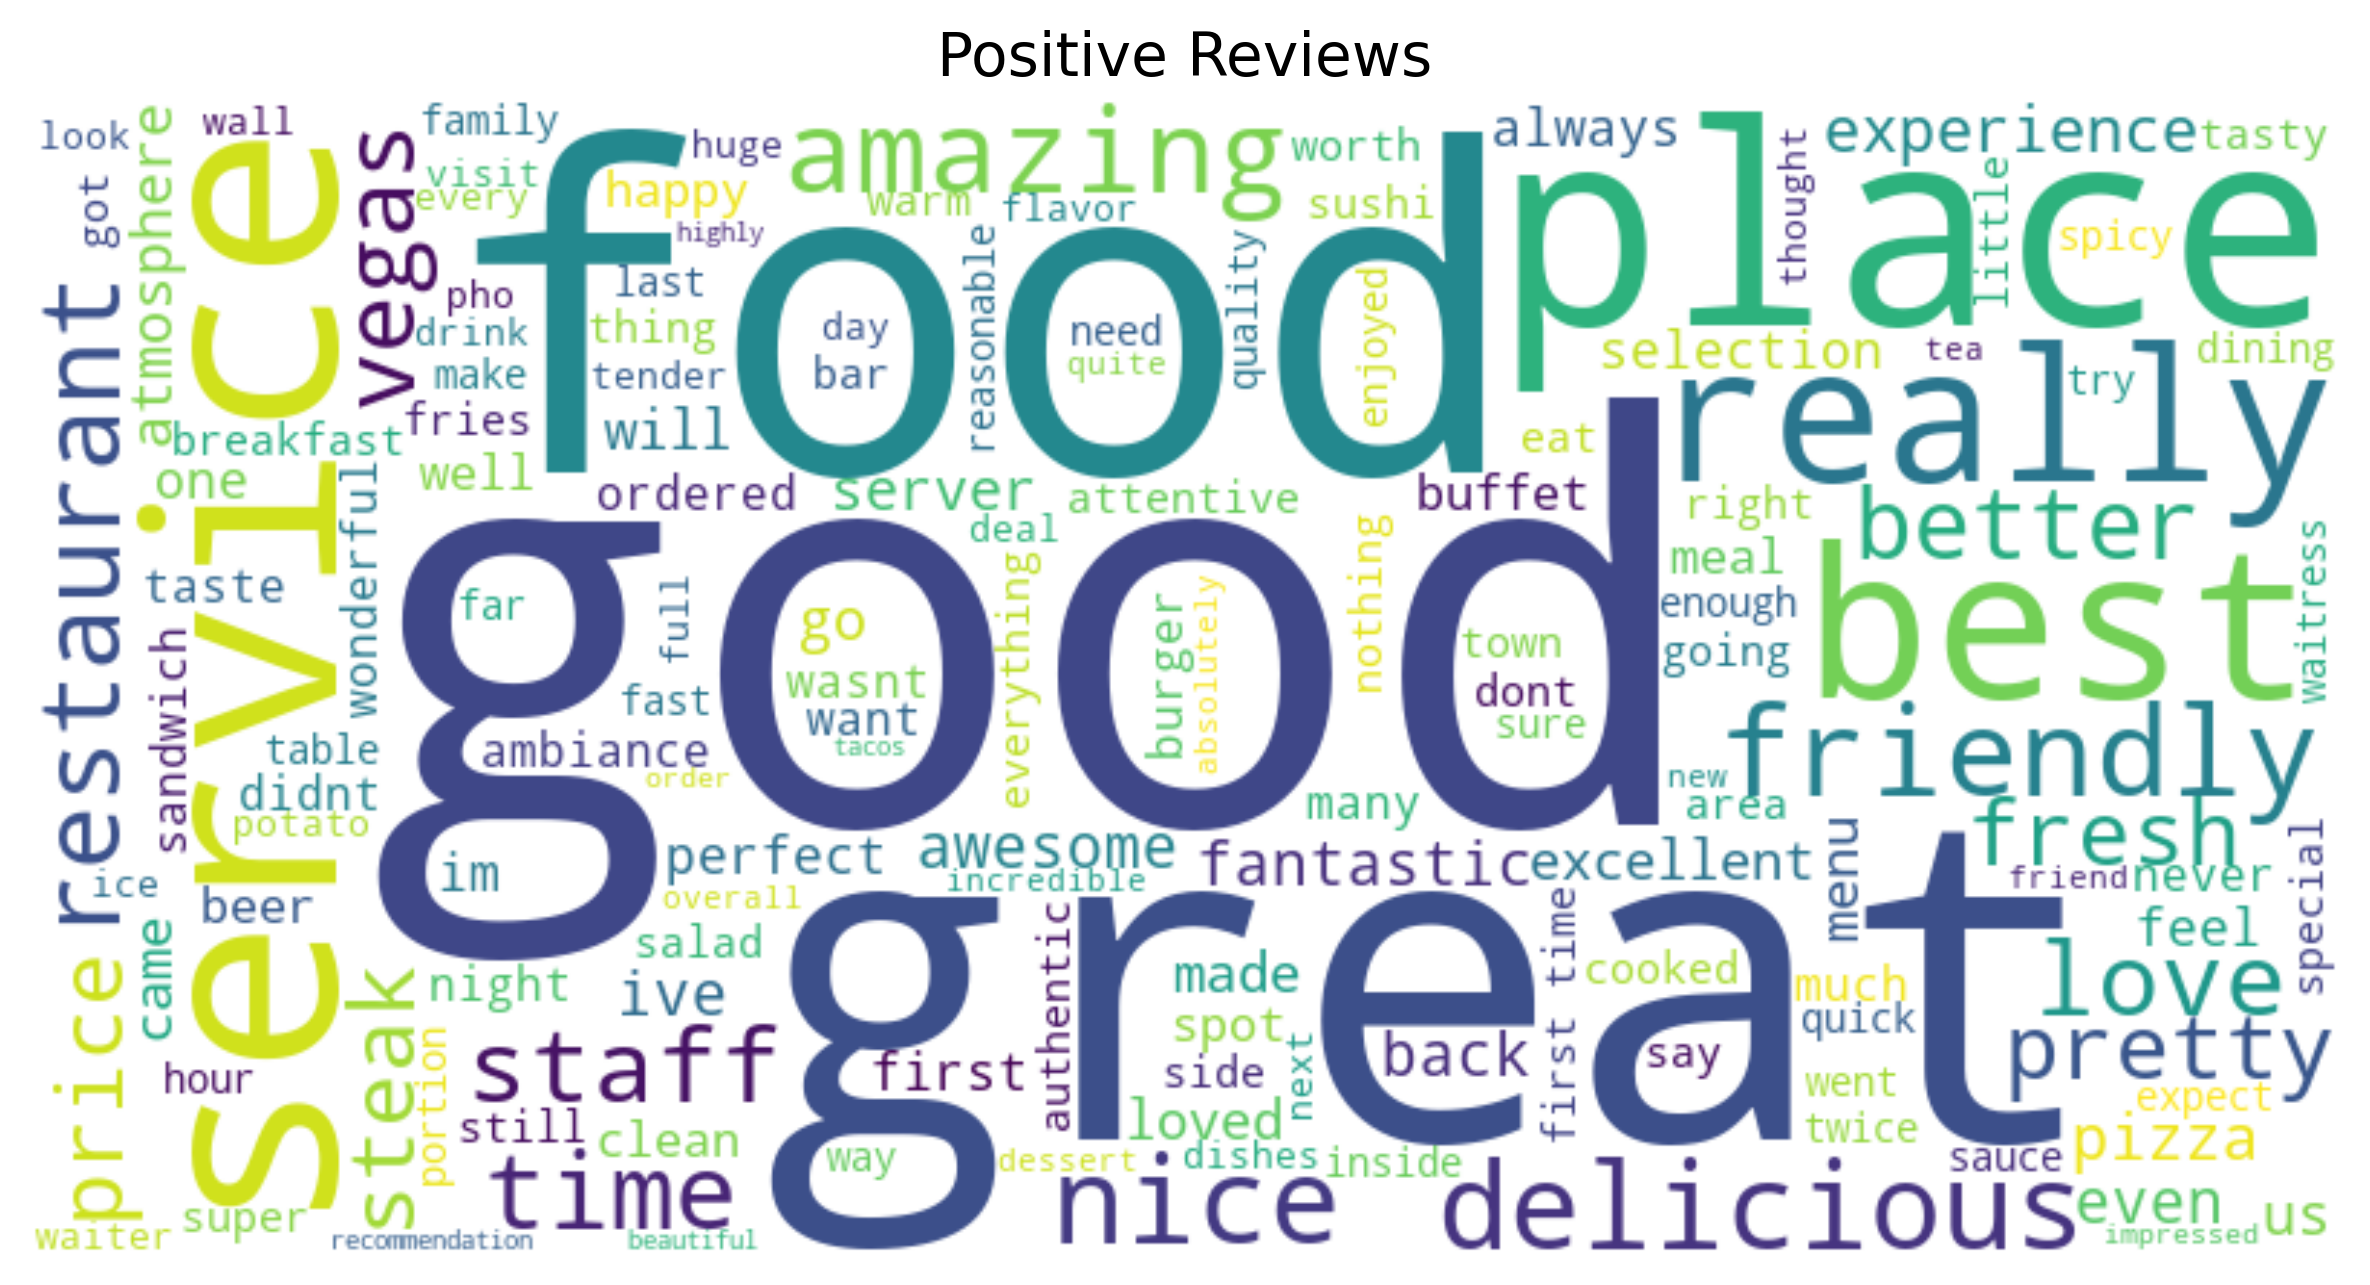 Positive Reviews
look
wall
family
huge
amazing
worth
always
experience
tasty
atmosphere
got
visit
every
happy
highly
warm
flavor
sushi
thought
little
spicy
place
food
vegas
service
restaurant
pho
drink
make
fries
last
thing
tender
will
day
bar
reasonable
need
quite
quality
enjoyed
selection
tea
dining
try
really
eat
breakfast
one
well
wonderful
ordered
server
attentive
deal
buffet
right
better
meal
best
enough
going
waitress
taste
sandwich
far
full
fast
good
go
wasnt
want
tacos
everything
burger
absolutely
nothing
town
dont
sure
table
didnt
potato
ambiance
order
many
new
area
friendly
fresh
im
perfect
overall
awesome
incredible
fantastic
excellent
menu
friend
never
special
ice
beer
came
price
steak
night
salad
ive
authentic
great
made
spot
side
next
back
first time
cooked
say
much
quick
feel
love
pretty
hour
portion
staff
first
still
clean
time
way
loved
dessert
dishes
inside
went
twice
expect
pizza
sauce
nice
delicious
even
us
impressed
waiter
super
recommendation
beautiful